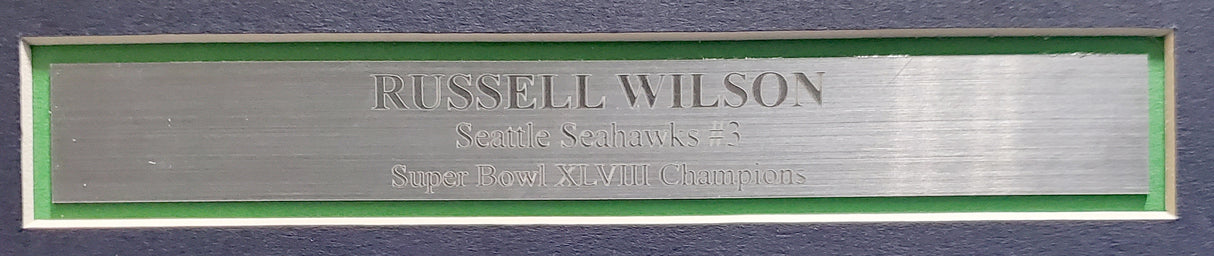 RUSSELL WILSON
Seattle Seahawks #3
Super Bowl XLVIII Champions